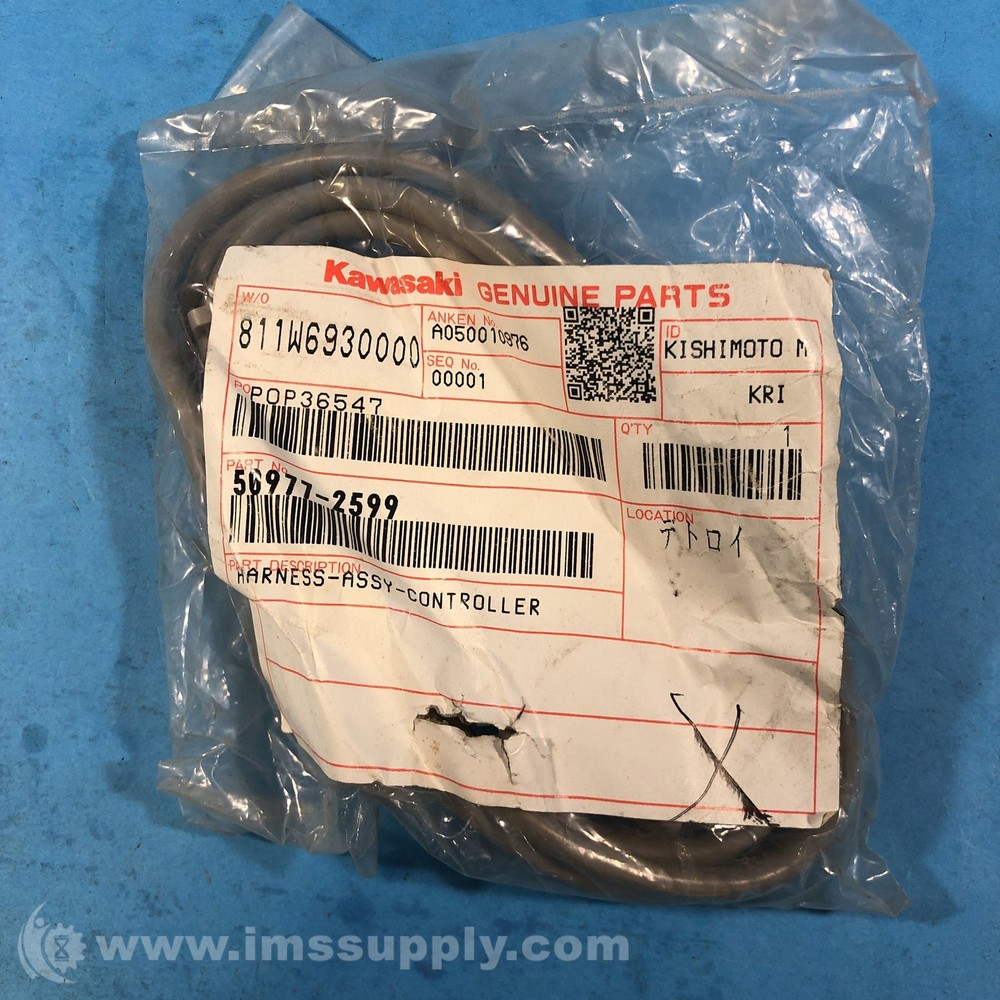 Kawasaki GENUINE PARTS
W/O
811W6930000
ANKEN No.
A050010976
SEQ No.
00001
ID
KISHIMOTO M
KRI
PO
POP36547
Q'TY
1
PART No.
50977-2599
LOCATION
デトロイ
PART DESCRIPTION
HARNESS-ASSY-CONTROLLER
www.imssupply.com